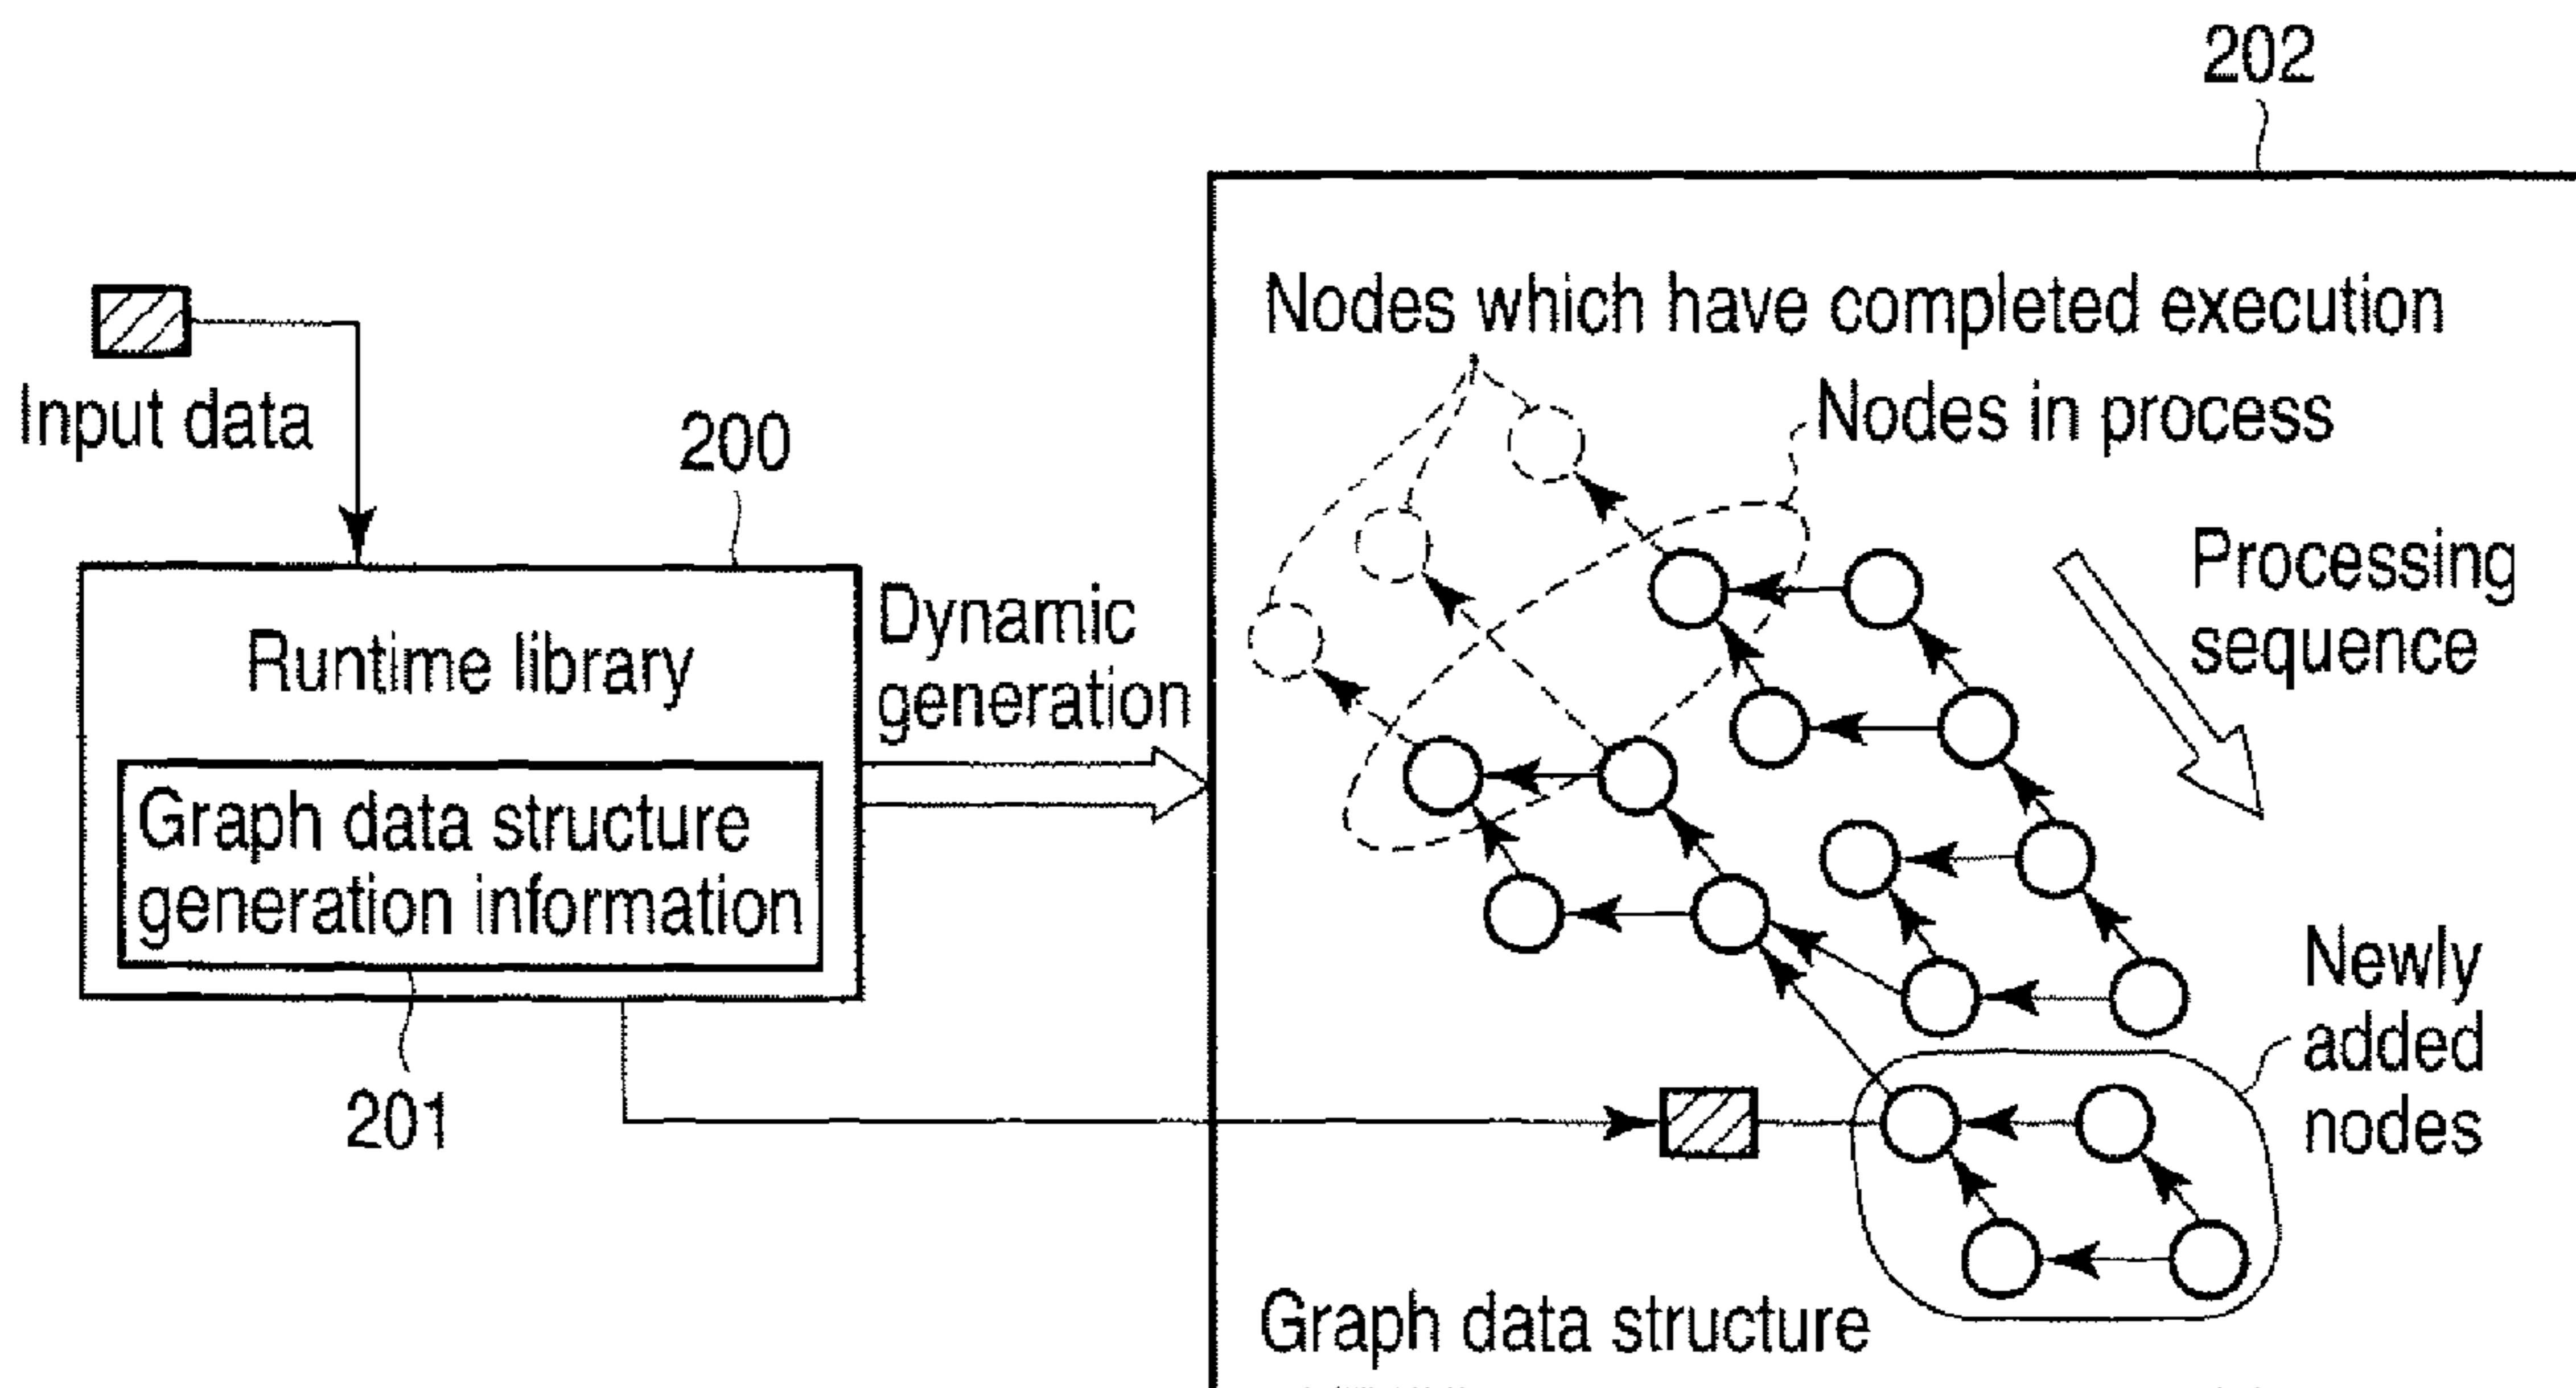 202
Nodes which have completed execution
Input data
Nodes in process
200
Runtime library
Dynamic
generation
Processing
sequence
Graph data structure
generation information
201
Newly
added
nodes
Graph data structure